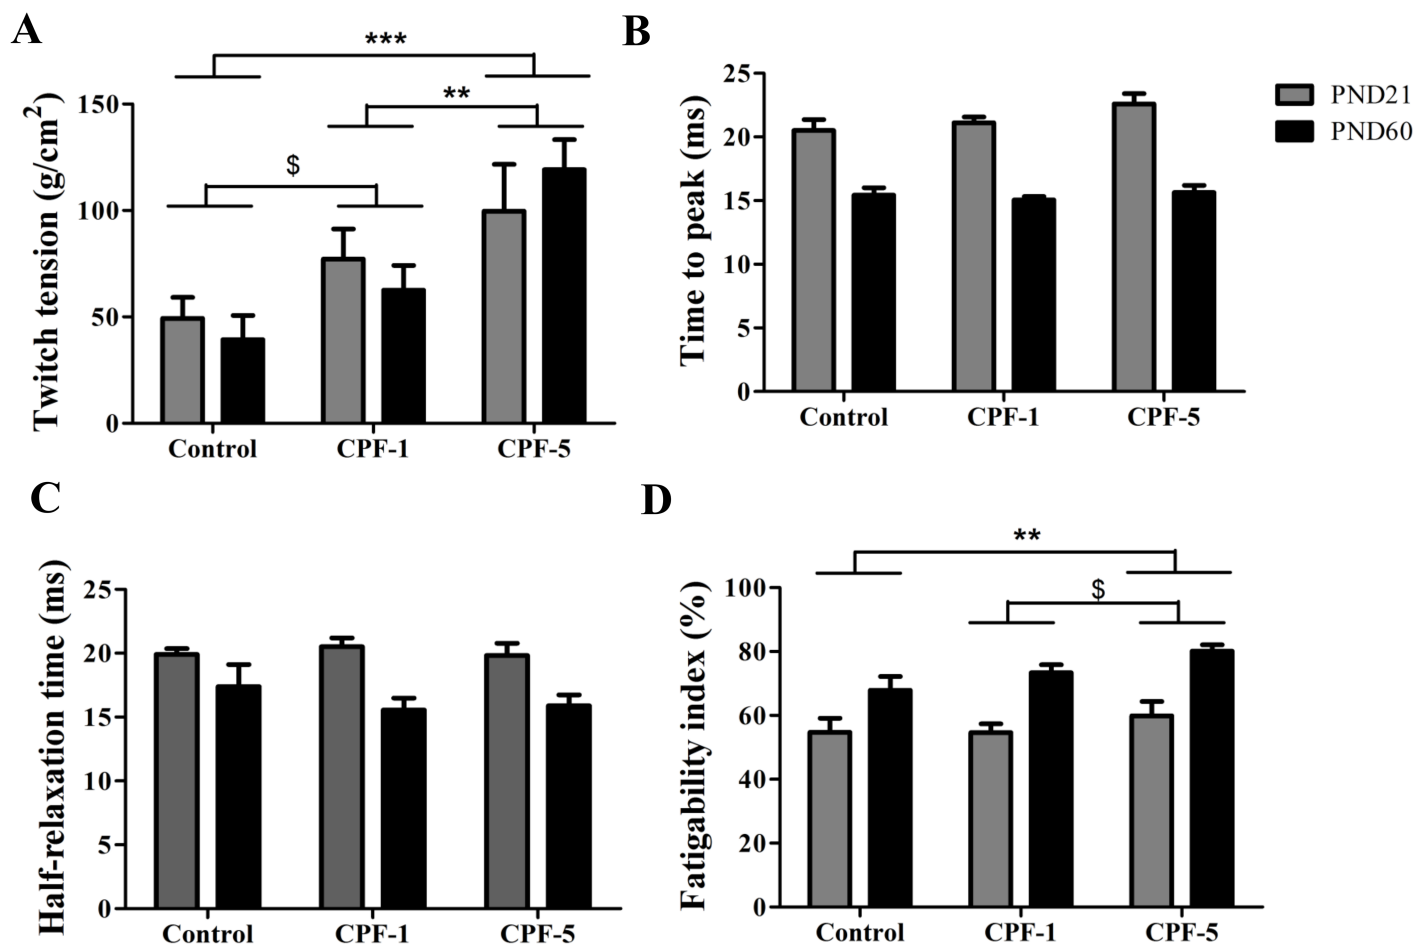 A
***
**
$
Twitch tension (g/cm2)
150
100
50
0
Control CPF-1 CPF-5
B
Time to peak (ms)
25
20
15
10
5
0
Control CPF-1 CPF-5
PND21
PND60
C
Half-relaxation time (ms)
25
20
15
10
5
0
Control CPF-1 CPF-5
D
**
$
Fatigability index (%)
100
80
60
40
20
0
Control CPF-1 CPF-5